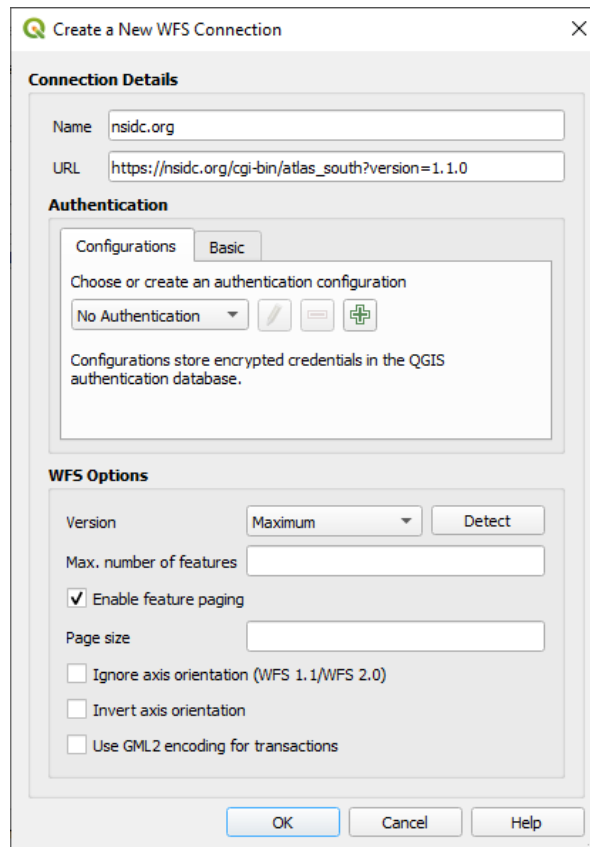 Create a New WFS Connection
Connection Details
Name nsidc.org
URL https://nsidc.org/cgi-bin/atlas_south?version=1.1.0
Authentication
Configurations Basic
Choose or create an authentication configuration
No Authentication
Configurations store encrypted credentials in the QGIS
authentication database.
WFS Options
Version Maximum Detect
Max. number of features
Enable feature paging
Page size
Ignore axis orientation (WFS 1.1/WFS 2.0)
Invert axis orientation
Use GML2 encoding for transactions
OK Cancel Help